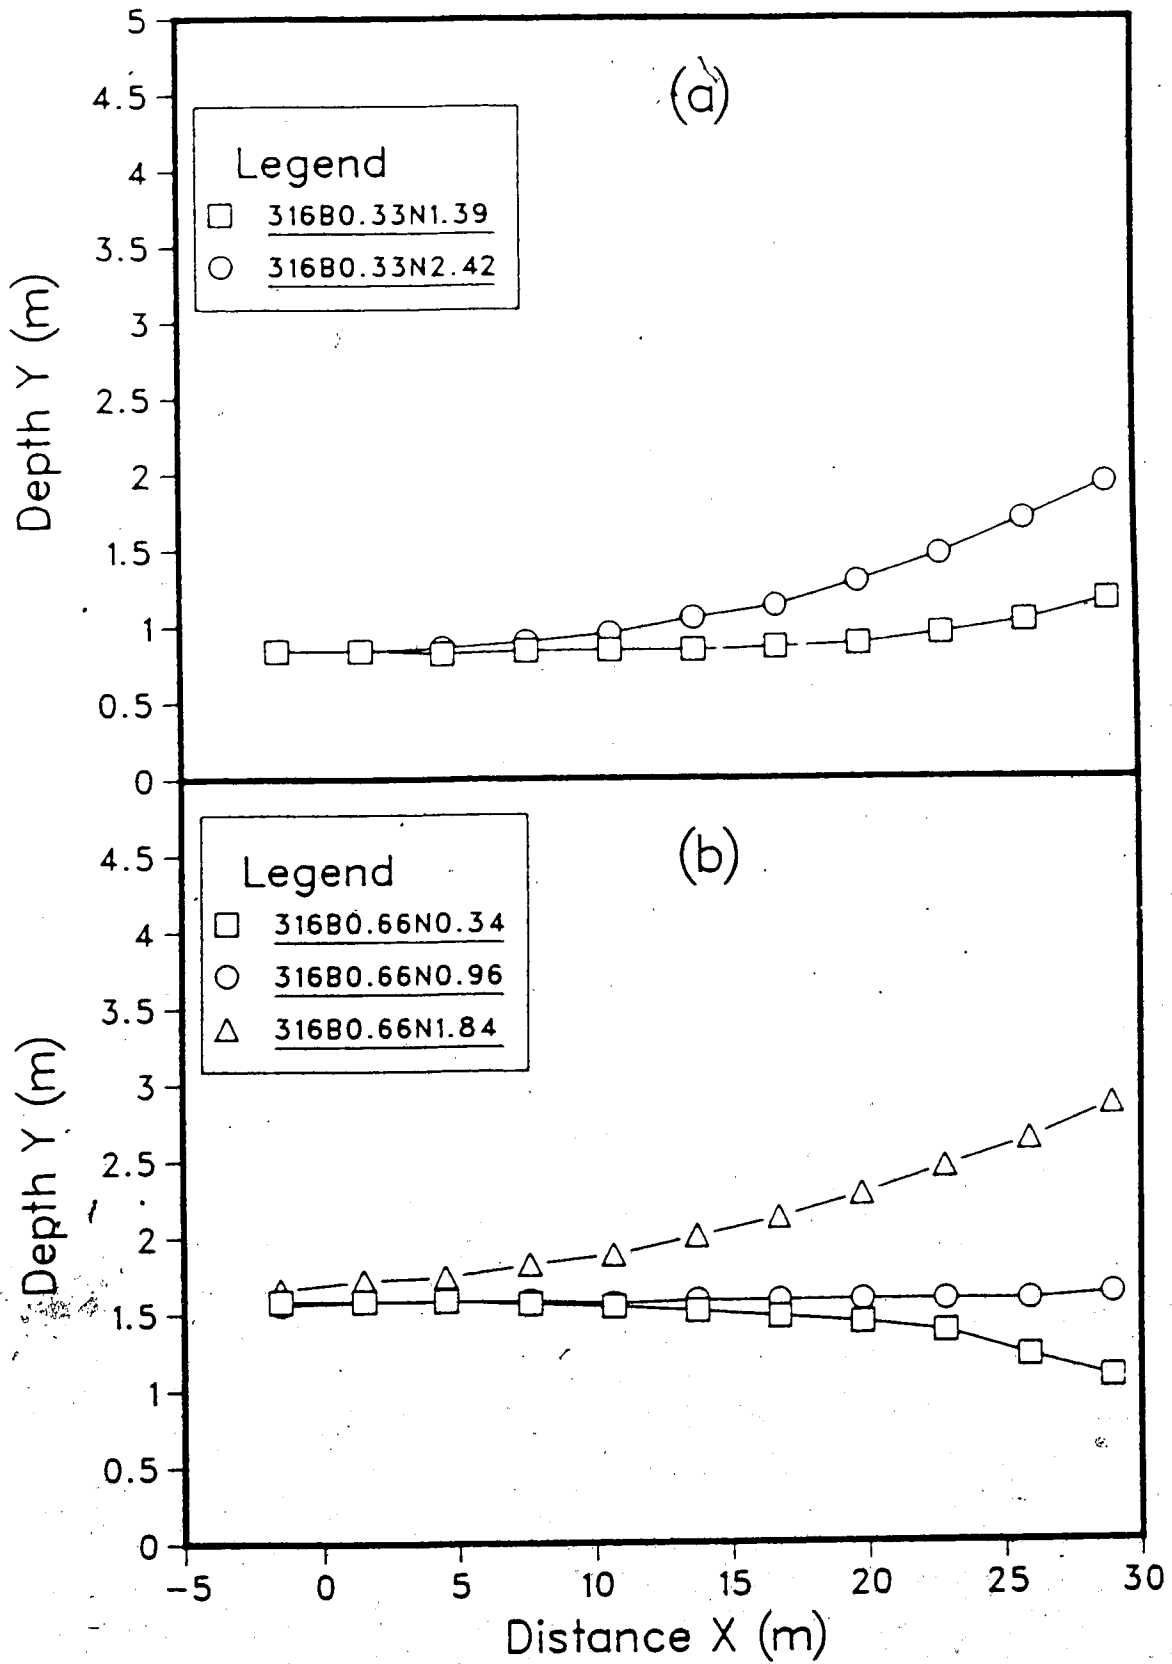 5
4.5
4
3.5
3
2.5
2
1.5
1
0.5
0
Depth Y (m)
(a)
Legend
316B0.33N1.39
316B0.33N2.42
4.5
4
3.5
3
2.5
2
1.5
1
0.5
0
Depth Y (m)
(b)
Legend
316B0.66N0.34
316B0.66N0.96
316B0.66N1.84
-5 0 5 10 15 20 25 30
Distance X (m)